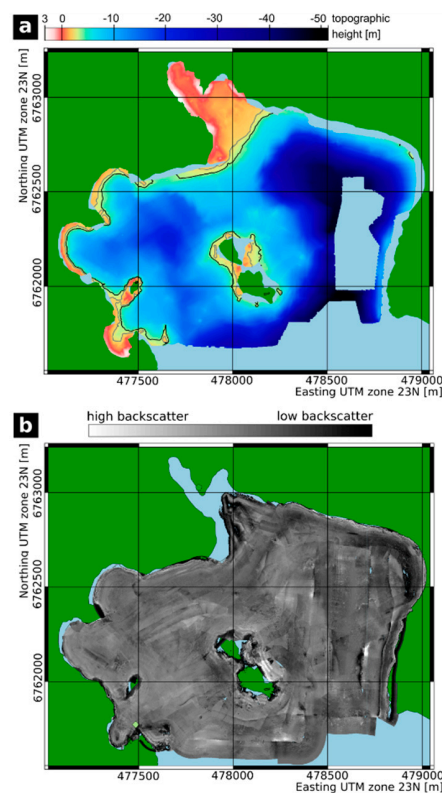 a
3 0 -10 -20 -30 -40 -50 topographic
height [m]
Northing UTM zone 23N [m]
6763000
6762500
6762000
477500 478000 478500 479000
Easting UTM zone 23N [m]
b
high backscatter low backscatter
Northing UTM zone 23N [m]
6763000
6762500
6762000
477500 478000 478500 479000
Easting UTM zone 23N [m]